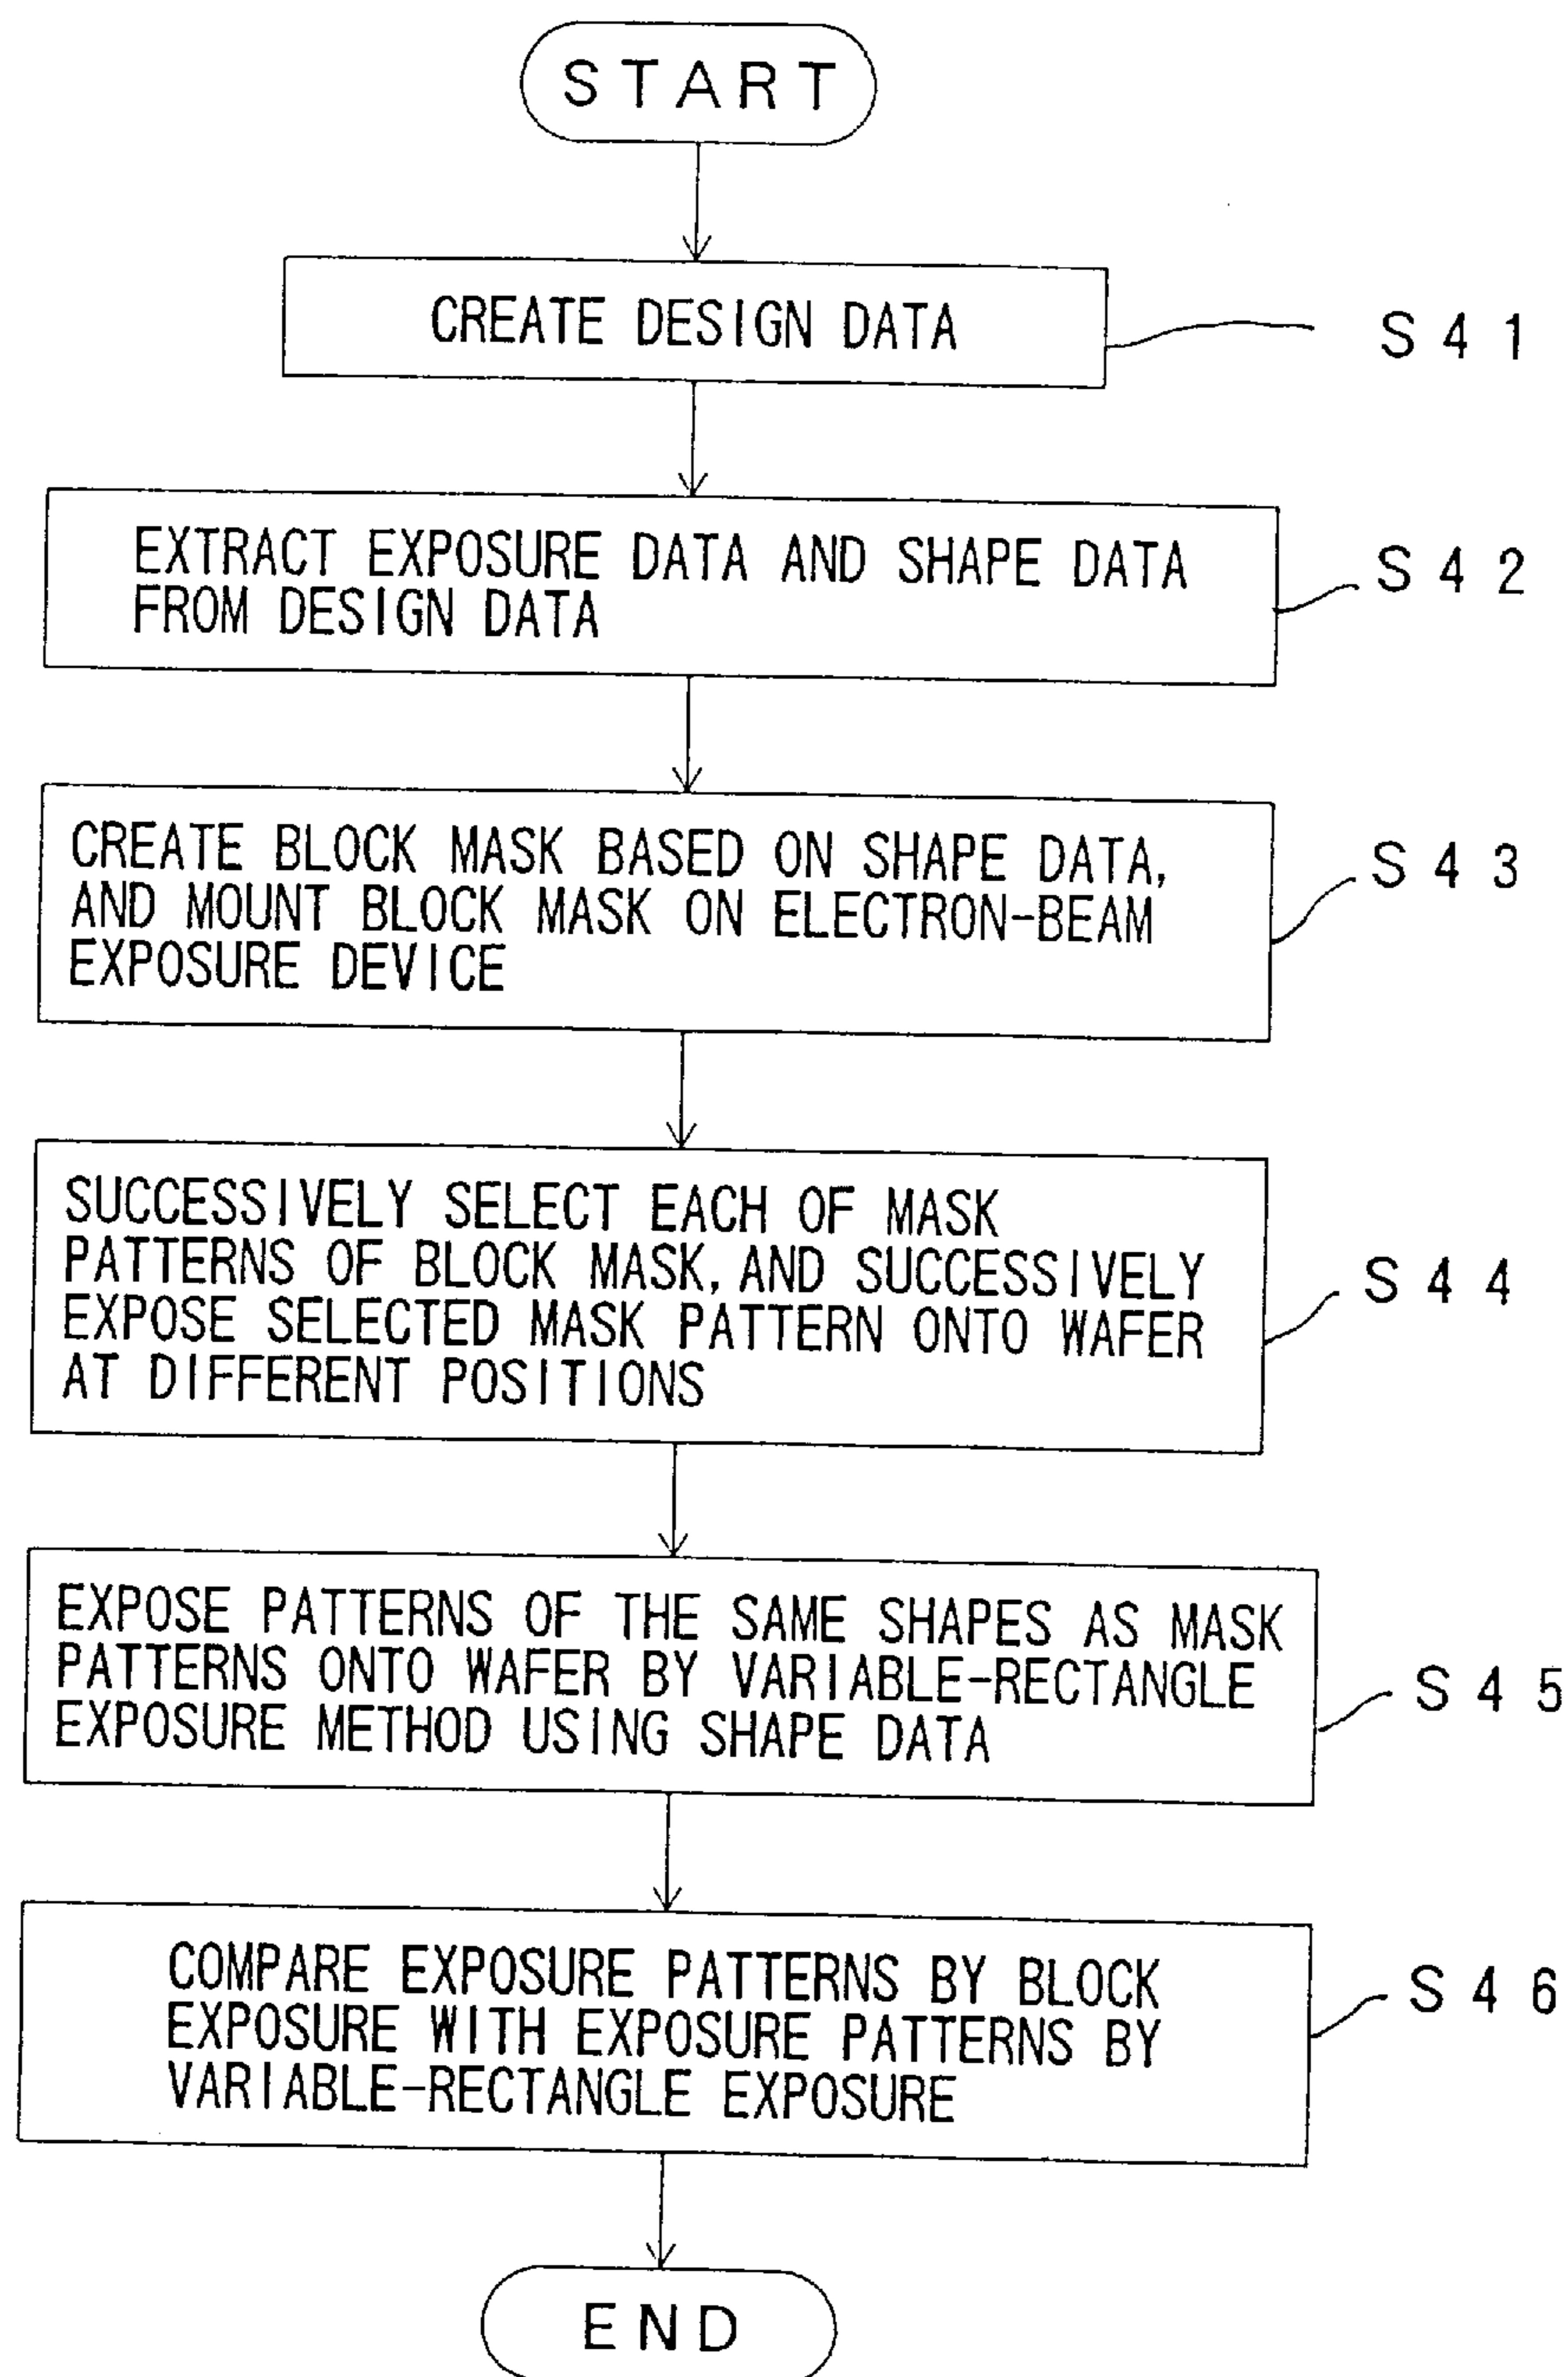 START
CREATE DESIGN DATA
S41
EXTRACT EXPOSURE DATA AND SHAPE DATA
FROM DESIGN DATA
S42
CREATE BLOCK MASK BASED ON SHAPE DATA,
AND MOUNT BLOCK MASK ON ELECTRON-BEAM
EXPOSURE DEVICE
S43
SUCCESSIVELY SELECT EACH OF MASK
PATTERNS OF BLOCK MASK, AND SUCCESSIVELY
EXPOSE SELECTED MASK PATTERN ONTO WAFER
AT DIFFERENT POSITIONS
S44
EXPOSE PATTERNS OF THE SAME SHAPES AS MASK
PATTERNS ONTO WAFER BY VARIABLE-RECTANGLE
EXPOSURE METHOD USING SHAPE DATA
S45
COMPARE EXPOSURE PATTERNS BY BLOCK
EXPOSURE WITH EXPOSURE PATTERNS BY
VARIABLE-RECTANGLE EXPOSURE
S46
END